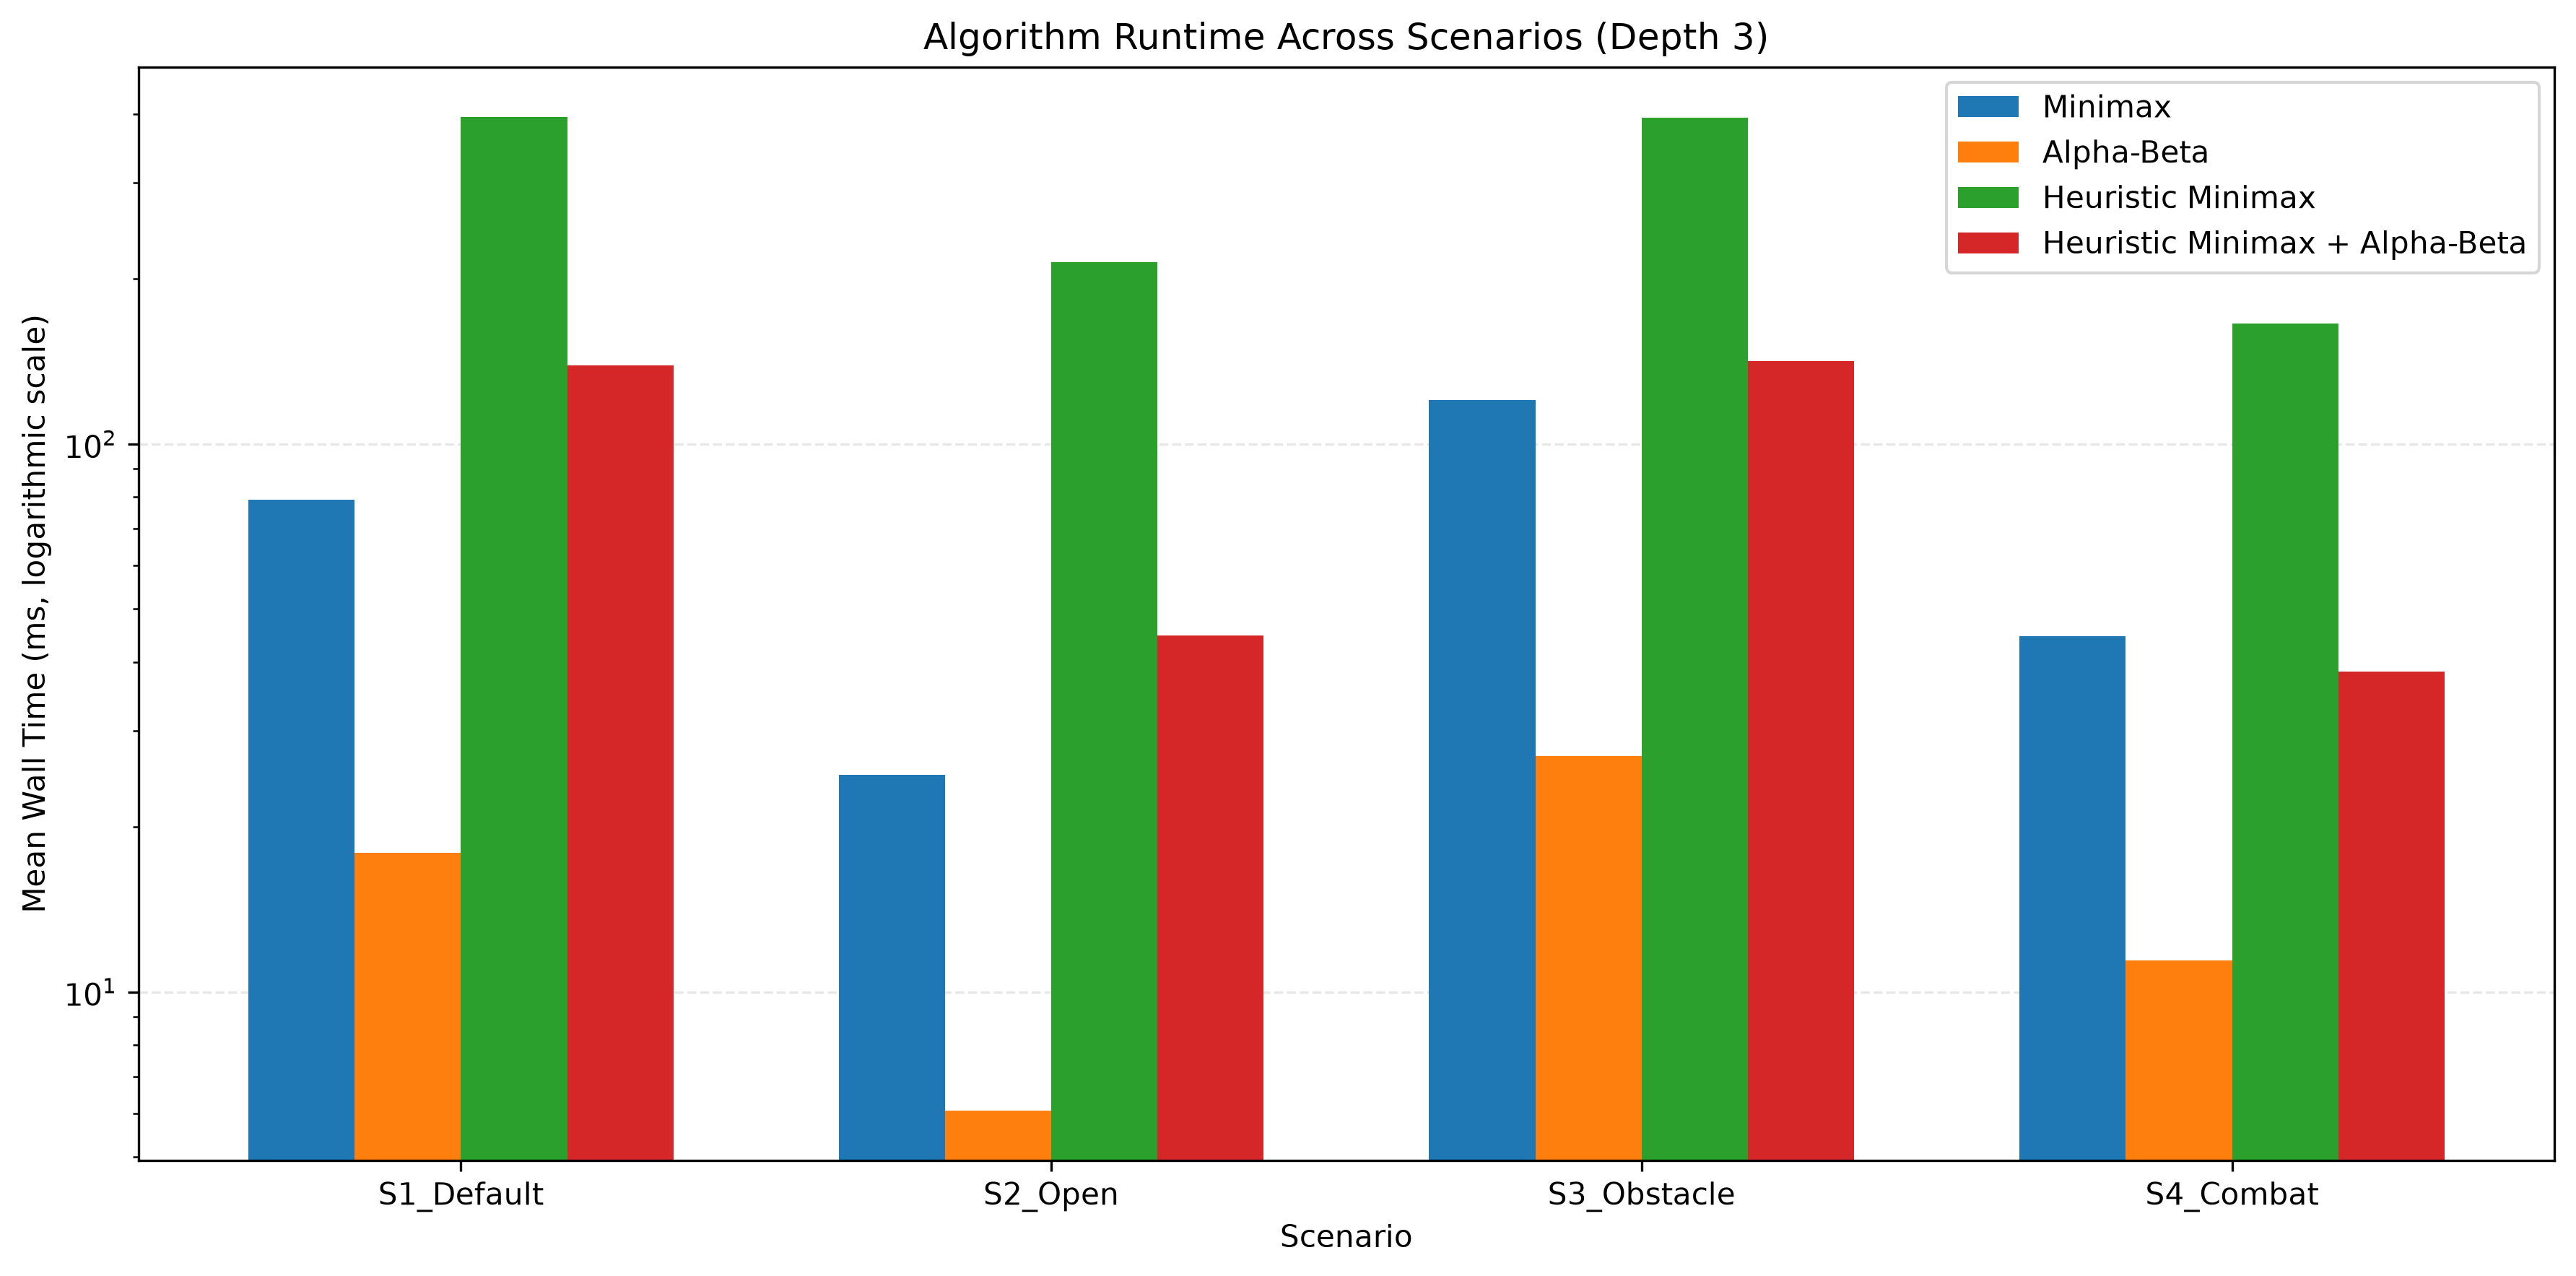 Algorithm Runtime Across Scenarios (Depth 3)
Minimax
Alpha-Beta
Heuristic Minimax
Heuristic Minimax + Alpha-Beta
Mean Wall Time (ms, logarithmic scale)
10²
10¹
S1_Default
S2_Open
S3_Obstacle
S4_Combat
Scenario